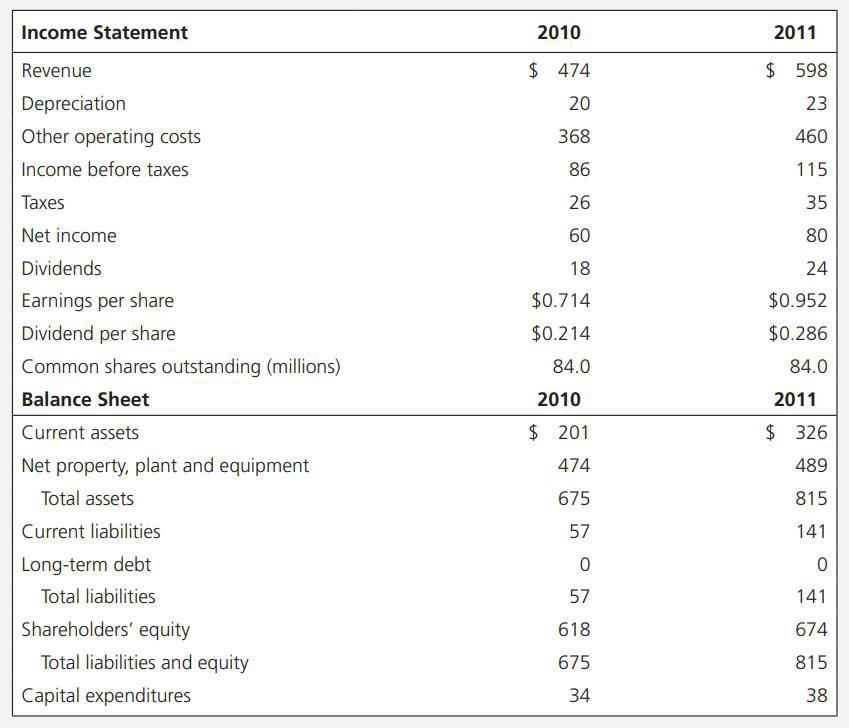 Income Statement 2010 2011
Revenue $ 474 $ 598
Depreciation 20 23
Other operating costs 368 460
Income before taxes 86 115
Taxes 26 35
Net income 60 80
Dividends 18 24
Earnings per share $0.714 $0.952
Dividend per share $0.214 $0.286
Common shares outstanding (millions) 84.0 84.0
Balance Sheet 2010 2011
Current assets $ 201 $ 326
Net property, plant and equipment 474 489
Total assets 675 815
Current liabilities 57 141
Long-term debt 0 0
Total liabilities 57 141
Shareholders’ equity 618 674
Total liabilities and equity 675 815
Capital expenditures 34 38